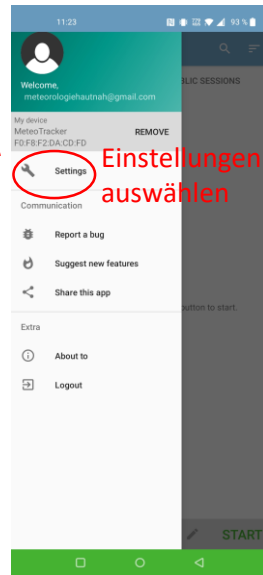 11:23 93 %
Welcome,
meteorologiehautnah@gmail.com
BLIC SESSIONS
My device
MeteoTracker REMOVE
F0:F8:F2:DA:CD:FD
Settings
Einstellungen
auswählen
Communication
Report a bug
Suggest new features
Share this app
button to start.
Extra
About to
Logout
START